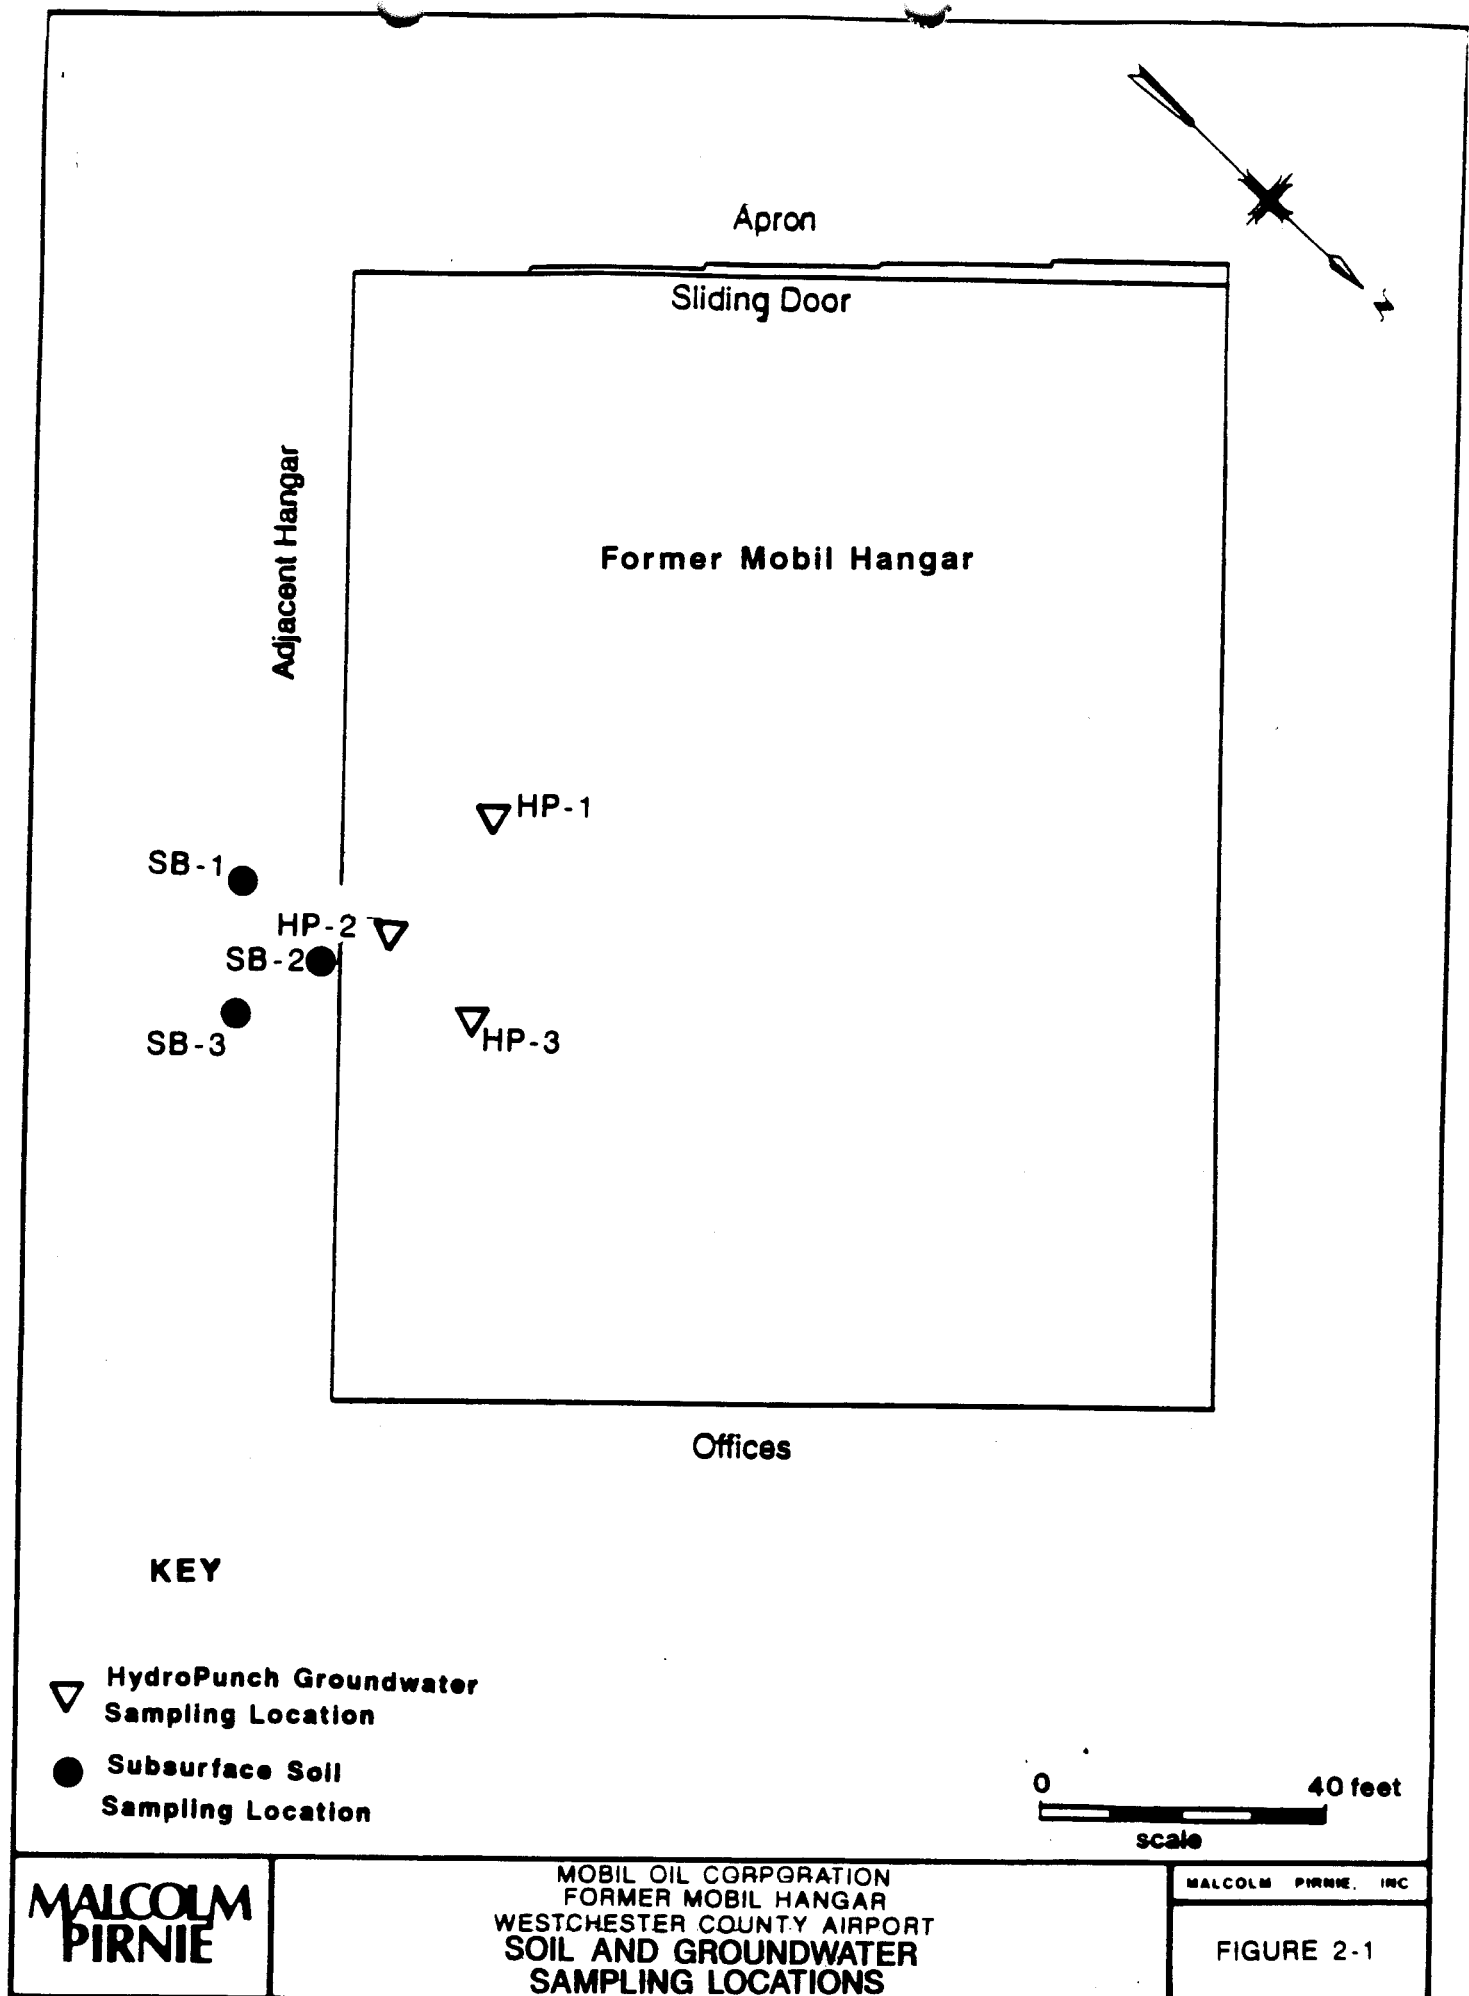 N
Apron
Sliding Door
Adjacent Hangar
Former Mobil Hangar
HP-1
SB-1
HP-2
SB-2
SB-3
HP-3
Offices
KEY
HydroPunch Groundwater
Sampling Location
Subsurface Soil
Sampling Location
0 40 feet
scale
MALCOLM
PIRNIE
MOBIL OIL CORPORATION
FORMER MOBIL HANGAR
WESTCHESTER COUNTY AIRPORT
SOIL AND GROUNDWATER
SAMPLING LOCATIONS
MALCOLM PIRNIE, INC
FIGURE 2-1